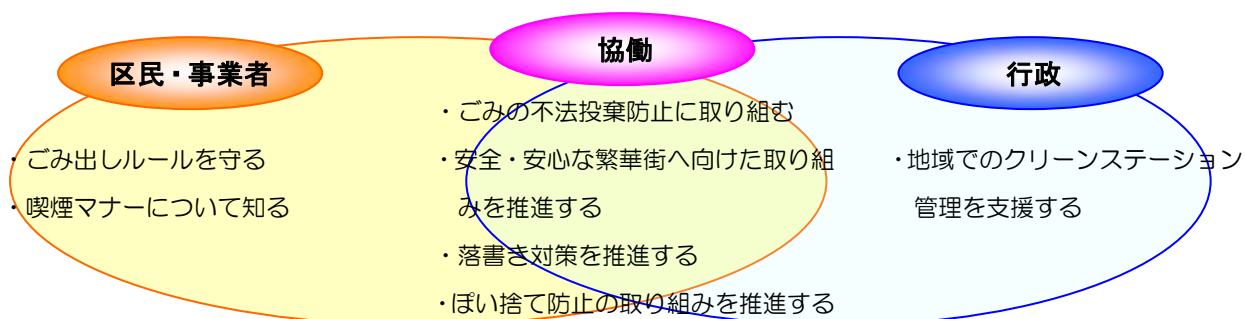 区民・事業者
・ごみ出しルールを守る
・喫煙マナーについて知る
協働
・ごみの不法投棄防止に取り組む
・安全・安心な繁華街へ向けた取り組
みを推進する
・落書き対策を推進する
・ぽい捨て防止の取り組みを推進する
行政
・地域でのクリーンステーション
管理を支援する